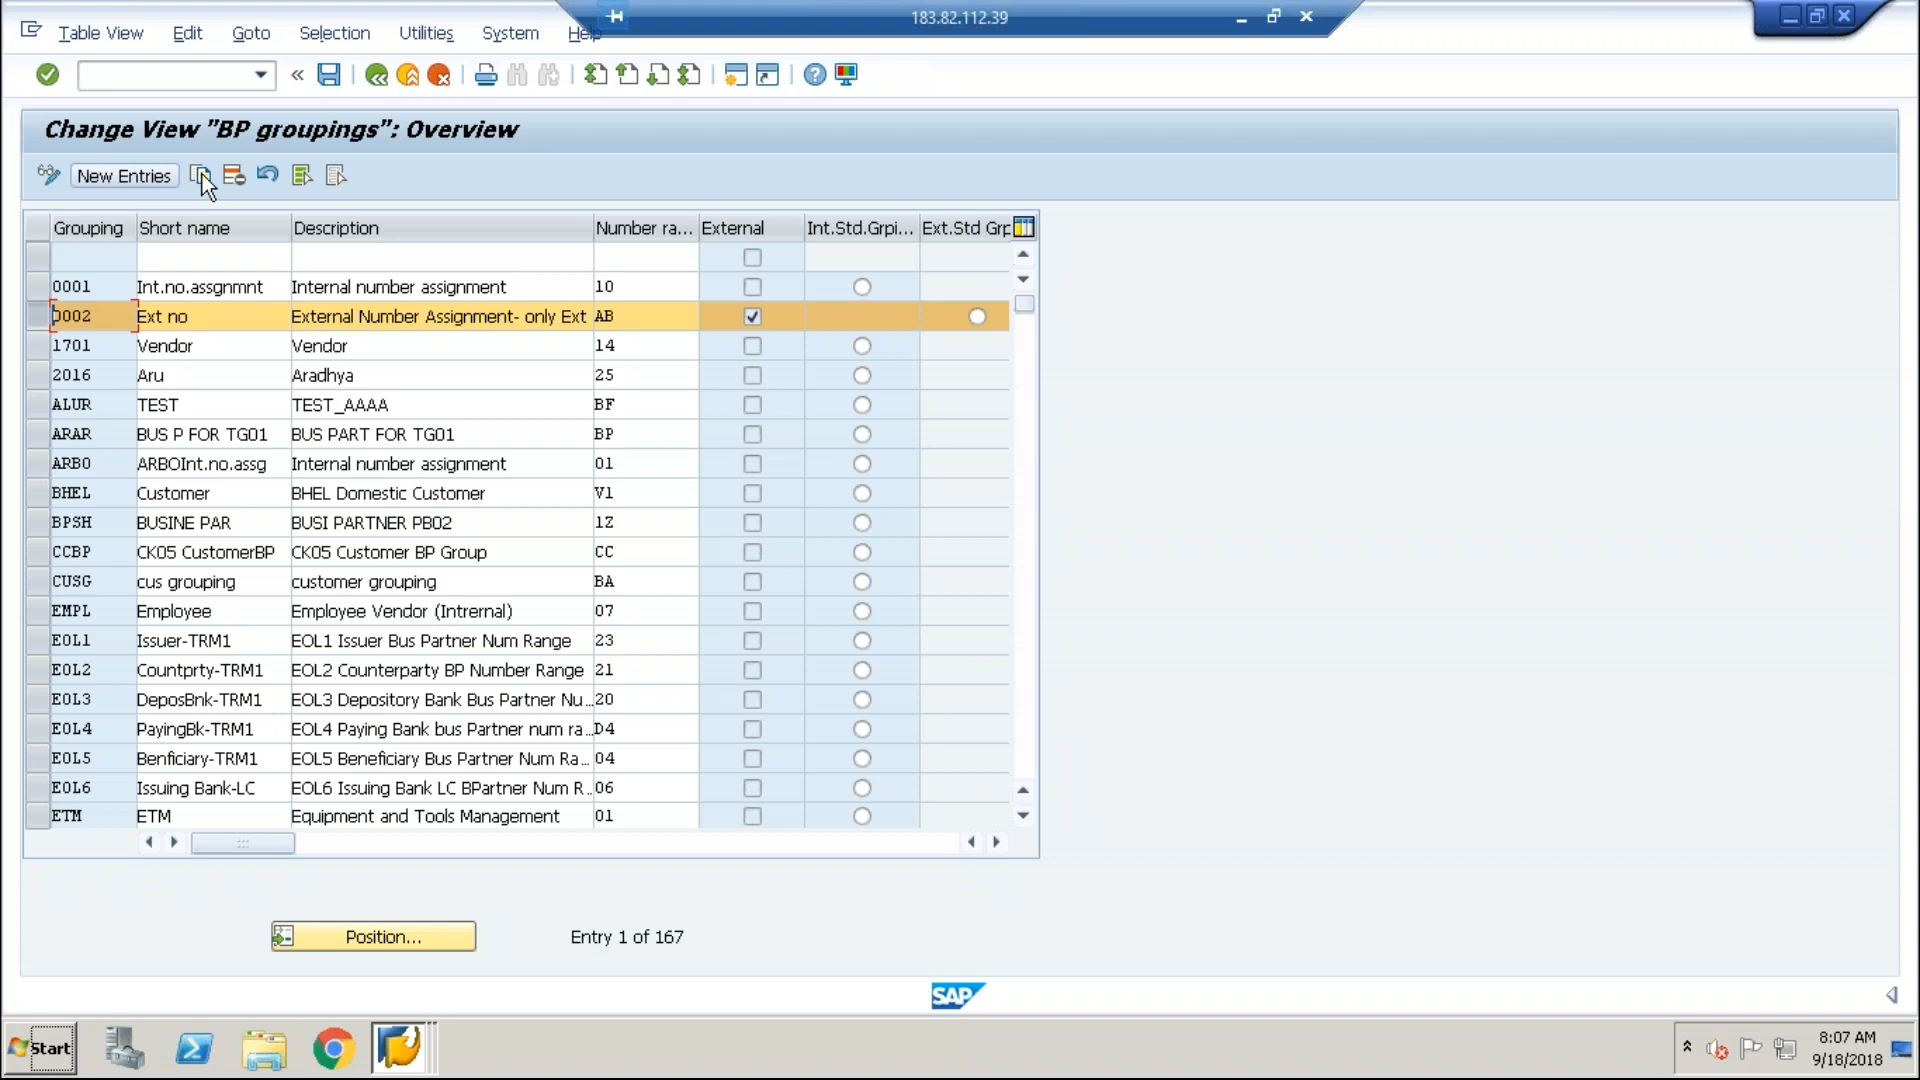 183.82.112.39
Table View Edit Goto Selection Utilities System Help
Change View "BP groupings": Overview
New Entries
Grouping Short name Description Number ra... External Int.Std.Grpi... Ext.Std Grp
0001 Int.no.assgnmnt Internal number assignment 10
0002 Ext no External Number Assignment- only Ext AB
1701 Vendor Vendor 14
2016 Aru Aradhya 25
ALUR TEST TEST_AAAA BF
ARAR BUS P FOR TG01 BUS PART FOR TG01 BP
ARBO ARBOInt.no.assg Internal number assignment 01
BHEL Customer BHEL Domestic Customer V1
BPSH BUSINE PAR BUSI PARTNER PB02 1Z
CCBP CK05 CustomerBP CK05 Customer BP Group CC
CUSG cus grouping customer grouping BA
EMPL Employee Employee Vendor (Intrernal) 07
EOL1 Issuer-TRM1 EOL1 Issuer Bus Partner Num Range 23
EOL2 Countprty-TRM1 EOL2 Counterparty BP Number Range 21
EOL3 DeposBnk-TRM1 EOL3 Depository Bank Bus Partner Nu... 20
EOL4 PayingBk-TRM1 EOL4 Paying Bank bus Partner num ra... D4
EOL5 Benficiary-TRM1 EOL5 Beneficiary Bus Partner Num Ra... 04
EOL6 Issuing Bank-LC EOL6 Issuing Bank LC BPartner Num R... 06
ETM ETM Equipment and Tools Management 01
Position... Entry 1 of 167
SAP
Start
8:07 AM
9/18/2018